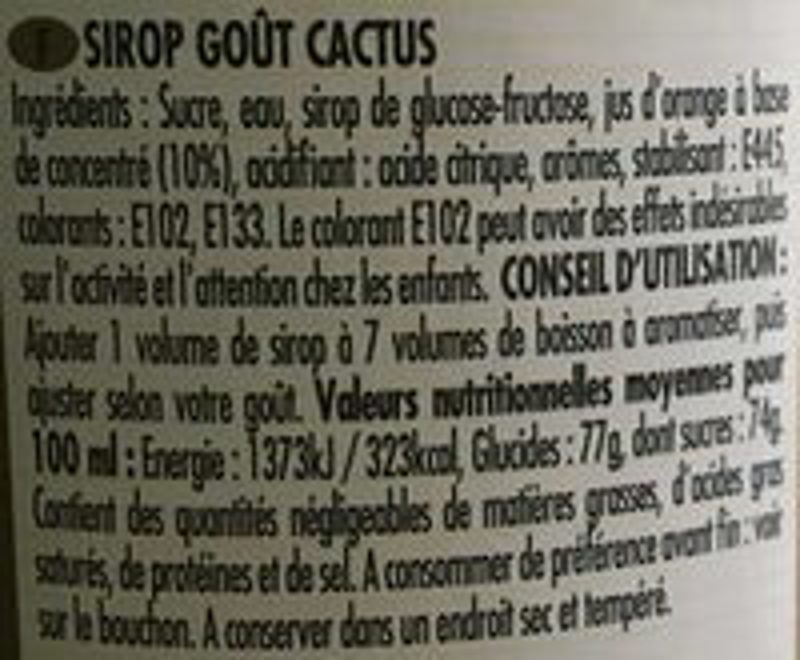 F SIROP GOÛT CACTUS
Ingrédients : Sucre, eau, sirop de glucose-fructose, jus d'orange à base
de concentré (10%), acidifiant : acide citrique, arômes, stabilisant : E445,
colorants : E102, E133. Le colorant E102 peut avoir des effets indésirables
sur l'activité et l'attention chez les enfants. CONSEIL D'UTILISATION :
Ajouter 1 volume de sirop à 7 volumes de boisson à aromatiser, puis
ajuster selon votre goût. Valeurs nutritionnelles moyennes pour
100 ml : Energie : 1373kJ / 323kcal, Glucides : 77g, dont sucres : 74g.
Contient des quantités négligeables de matières grasses, d'acides gras
saturés, de protéines et de sel. A consommer de préférence avant fin : voir
sur le bouchon. A conserver dans un endroit sec et tempéré.